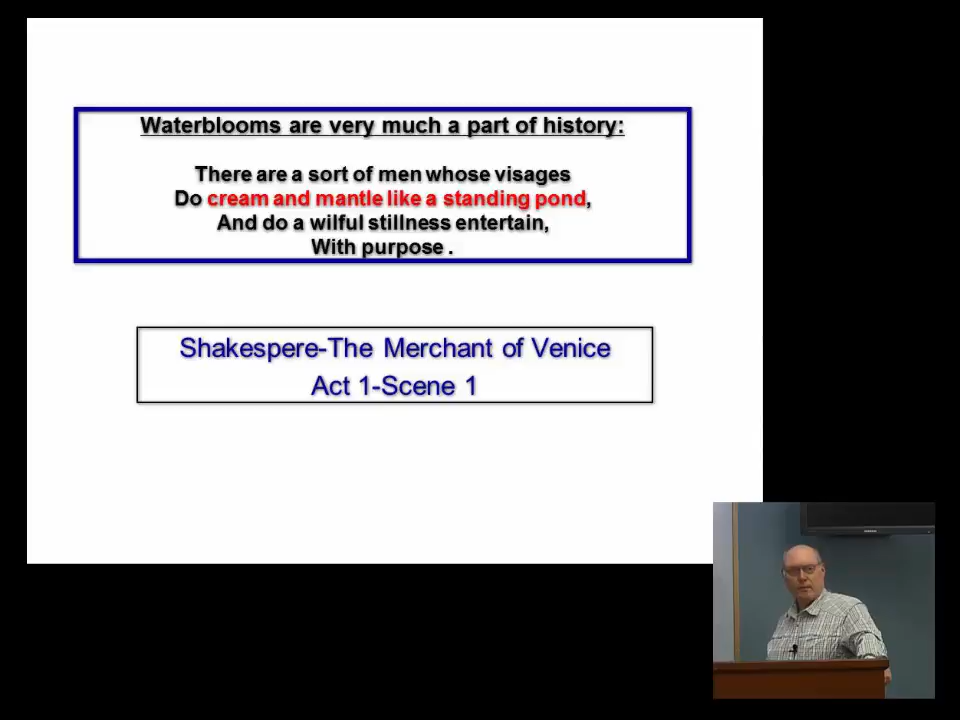 Waterblooms are very much a part of history:
There are a sort of men whose visages
Do cream and mantle like a standing pond,
And do a wilful stillness entertain,
With purpose .
Shakespere-The Merchant of Venice
Act 1-Scene 1